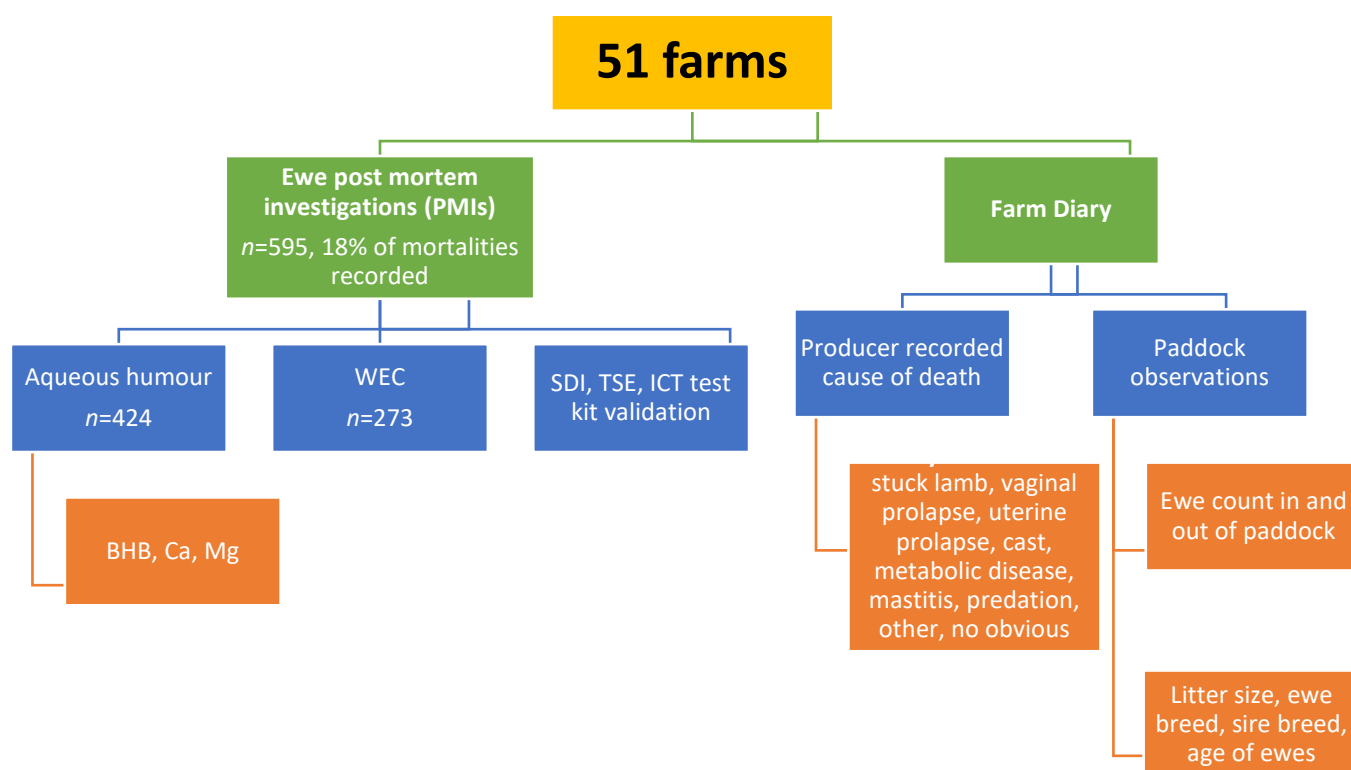 51 farms
Ewe post mortem
investigations (PMIs)
n=595, 18% of mortalities
recorded
Farm Diary
Aqueous humour
n=424
WEC
n=273
SDI, TSE, ICT test
kit validation
Producer recorded
cause of death
Paddock
observations
BHB, Ca, Mg
stuck lamb, vaginal
prolapse, uterine
prolapse, cast,
metabolic disease,
mastitis, predation,
other, no obvious
Ewe count in and
out of paddock
Litter size, ewe
breed, sire breed,
age of ewes